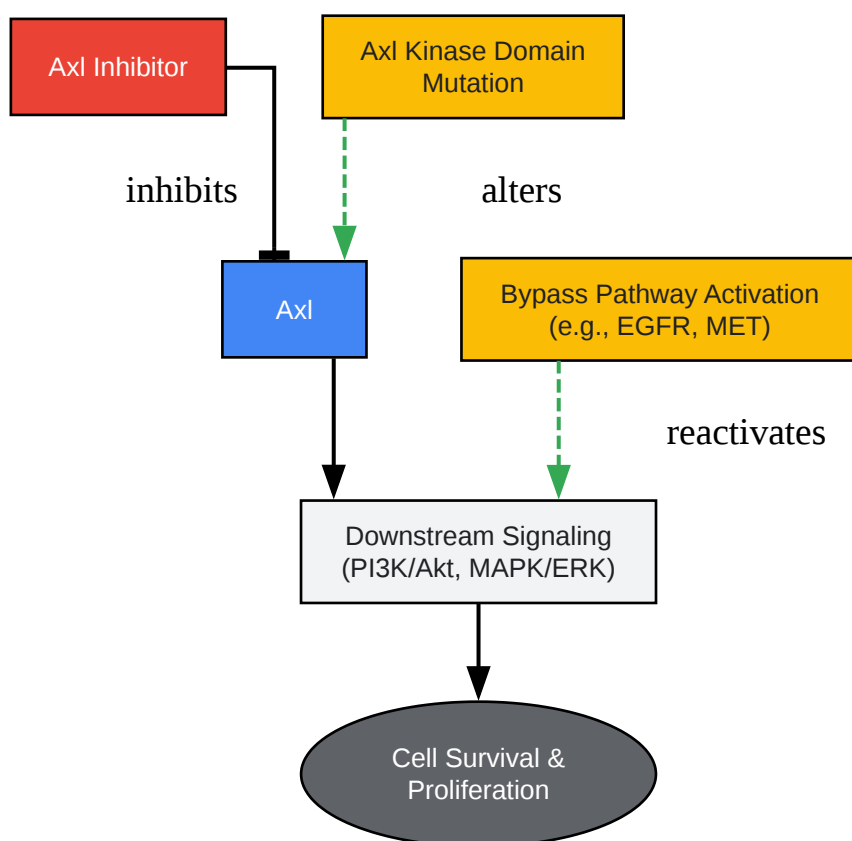 Axl Inhibitor
Axl Kinase Domain
Mutation
inhibits
alters
Axl
Bypass Pathway Activation
(e.g., EGFR, MET)
reactivates
Downstream Signaling
(PI3K/Akt, MAPK/ERK)
Cell Survival &
Proliferation